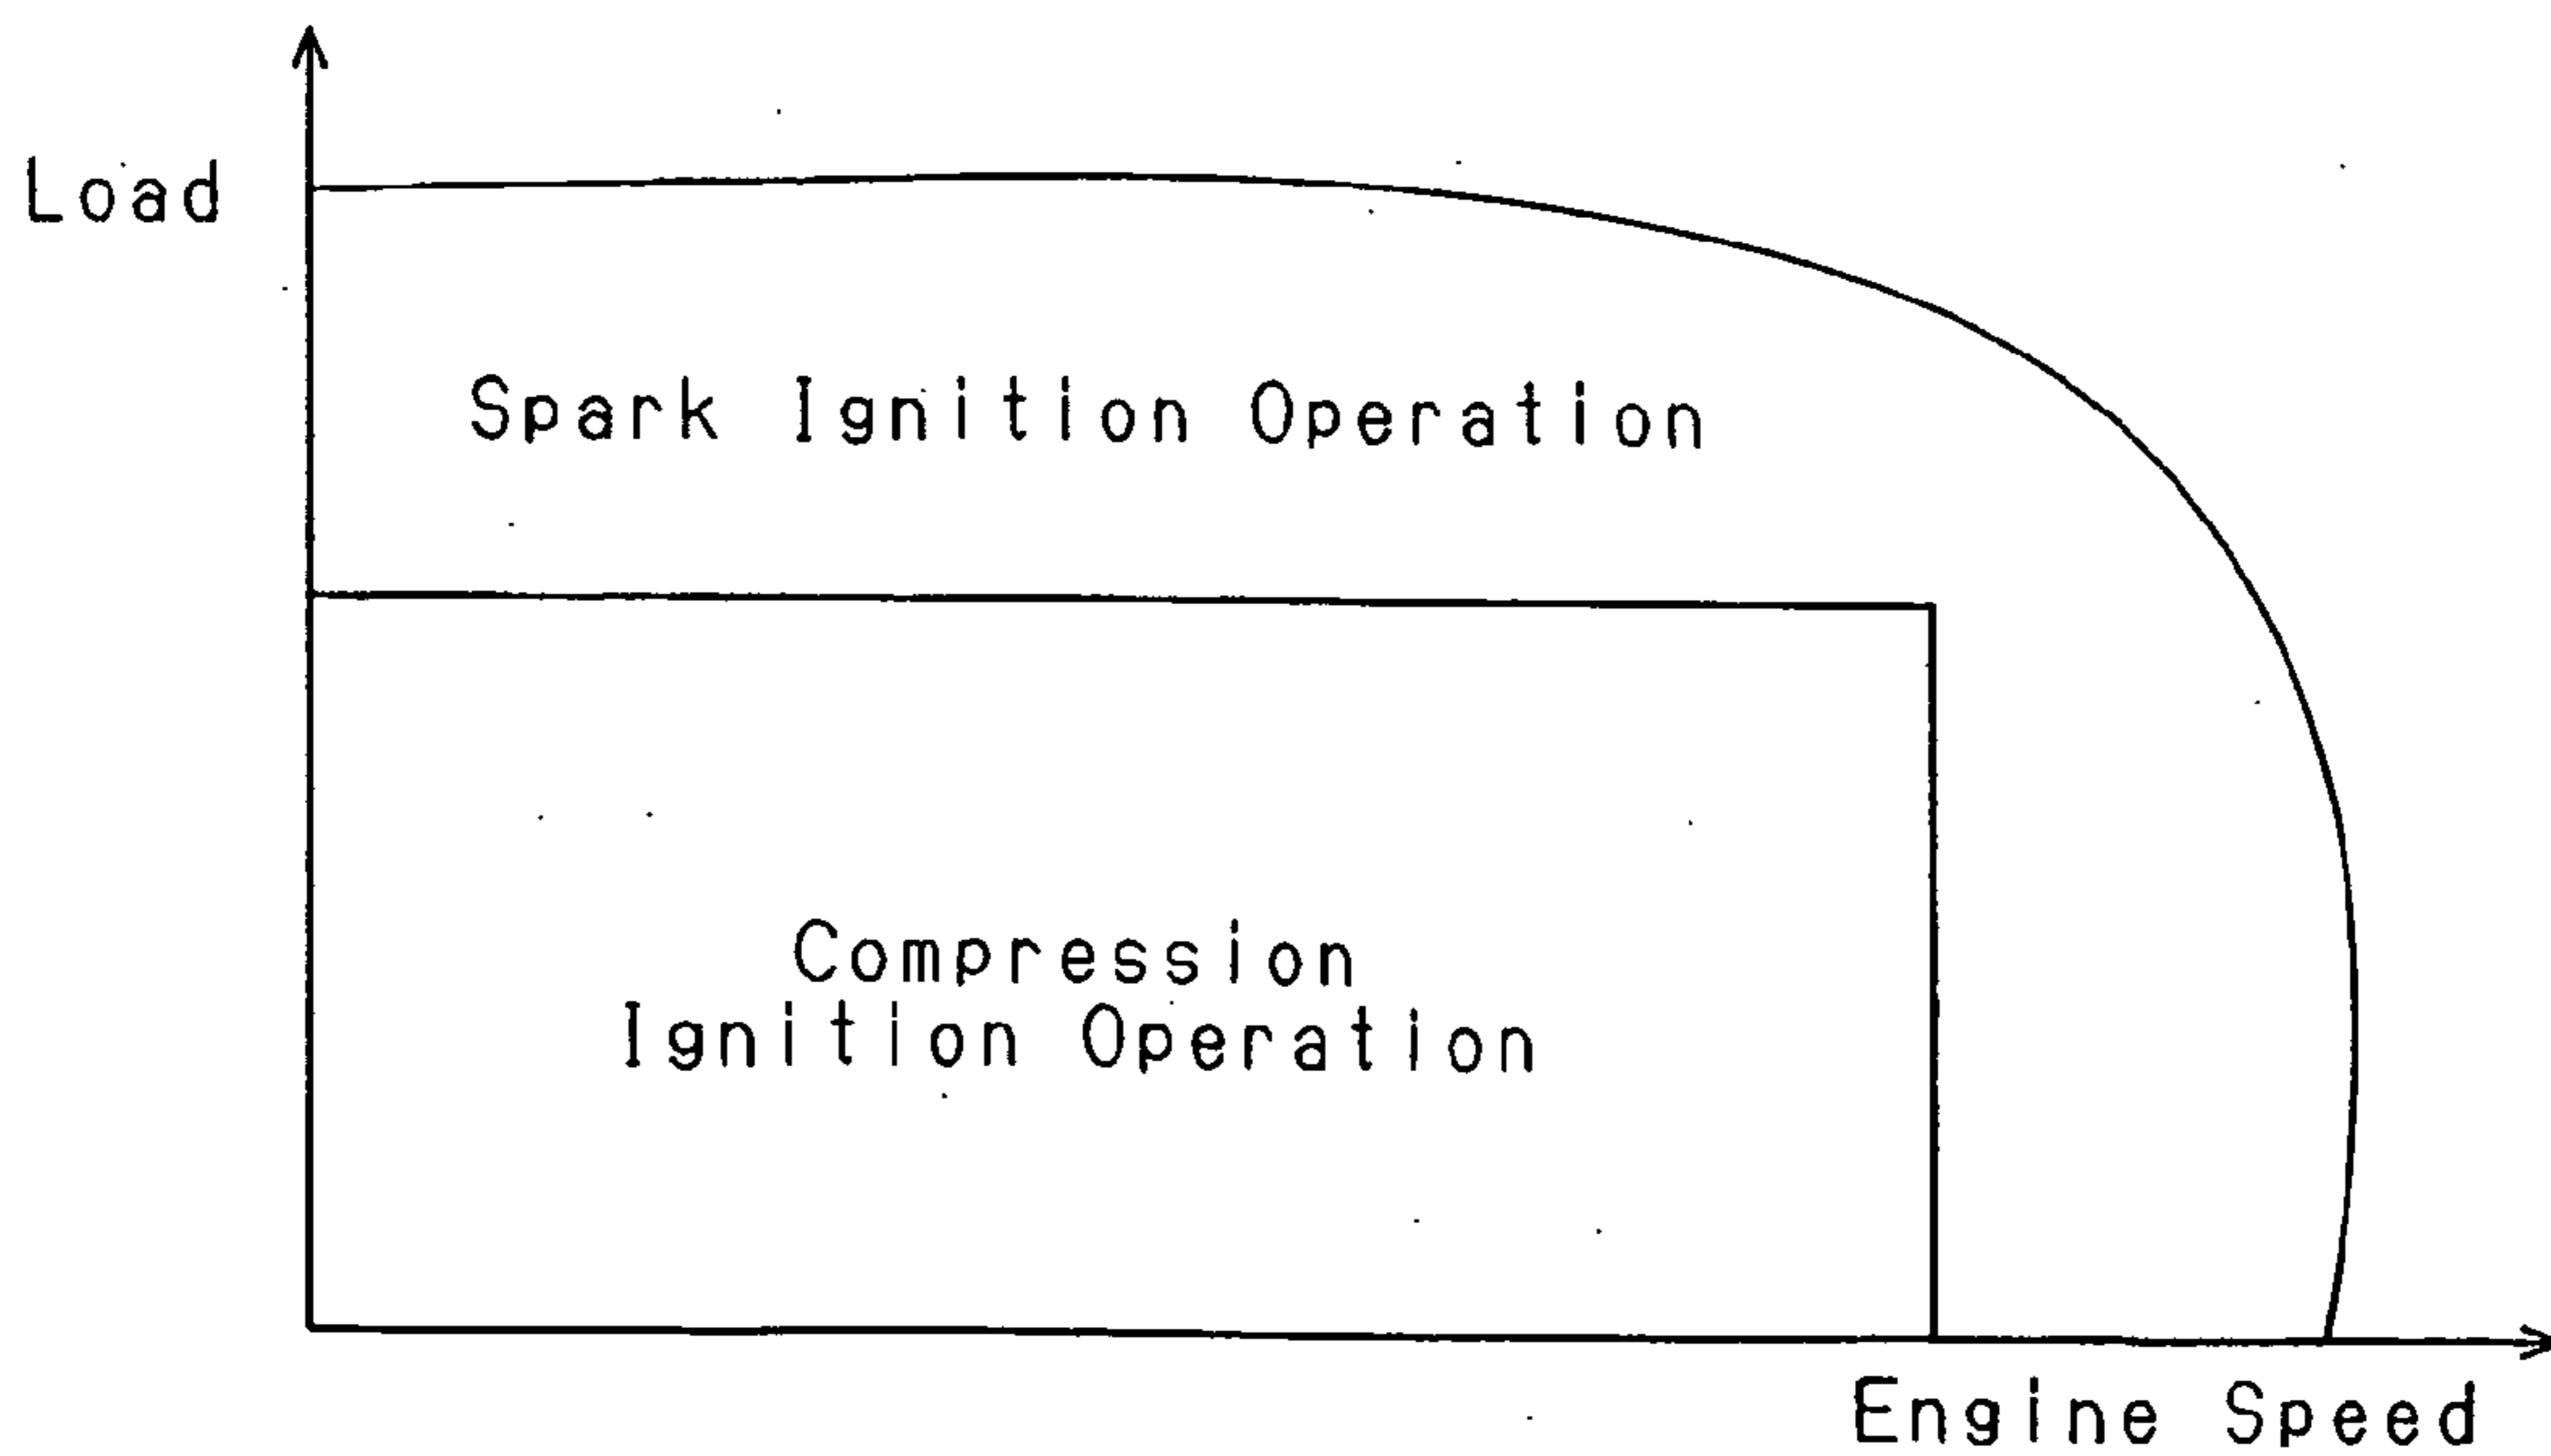 Load
Spark Ignition Operation
Compression
Ignition Operation
Engine Speed